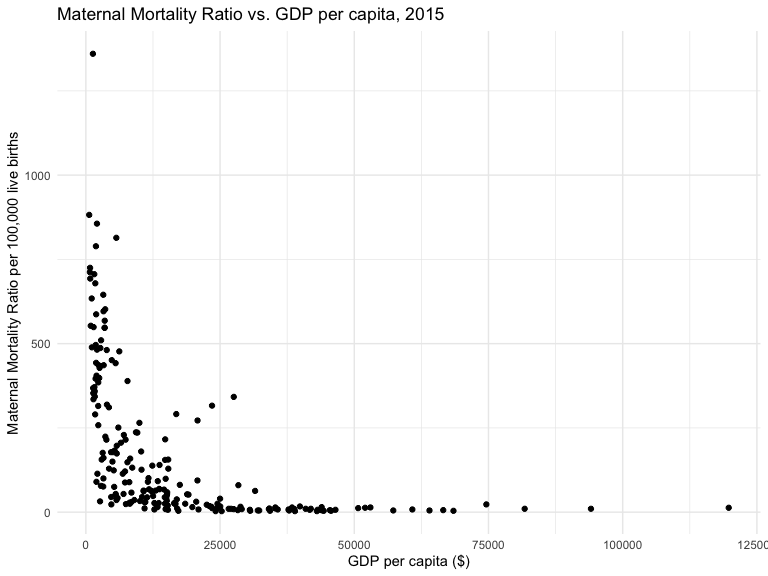 Maternal Mortality Ratio vs. GDP per capita, 2015
Maternal Mortality Ratio per 100,000 live births
1000
500
0
0 25000 50000 75000 100000 12500
GDP per capita ($)